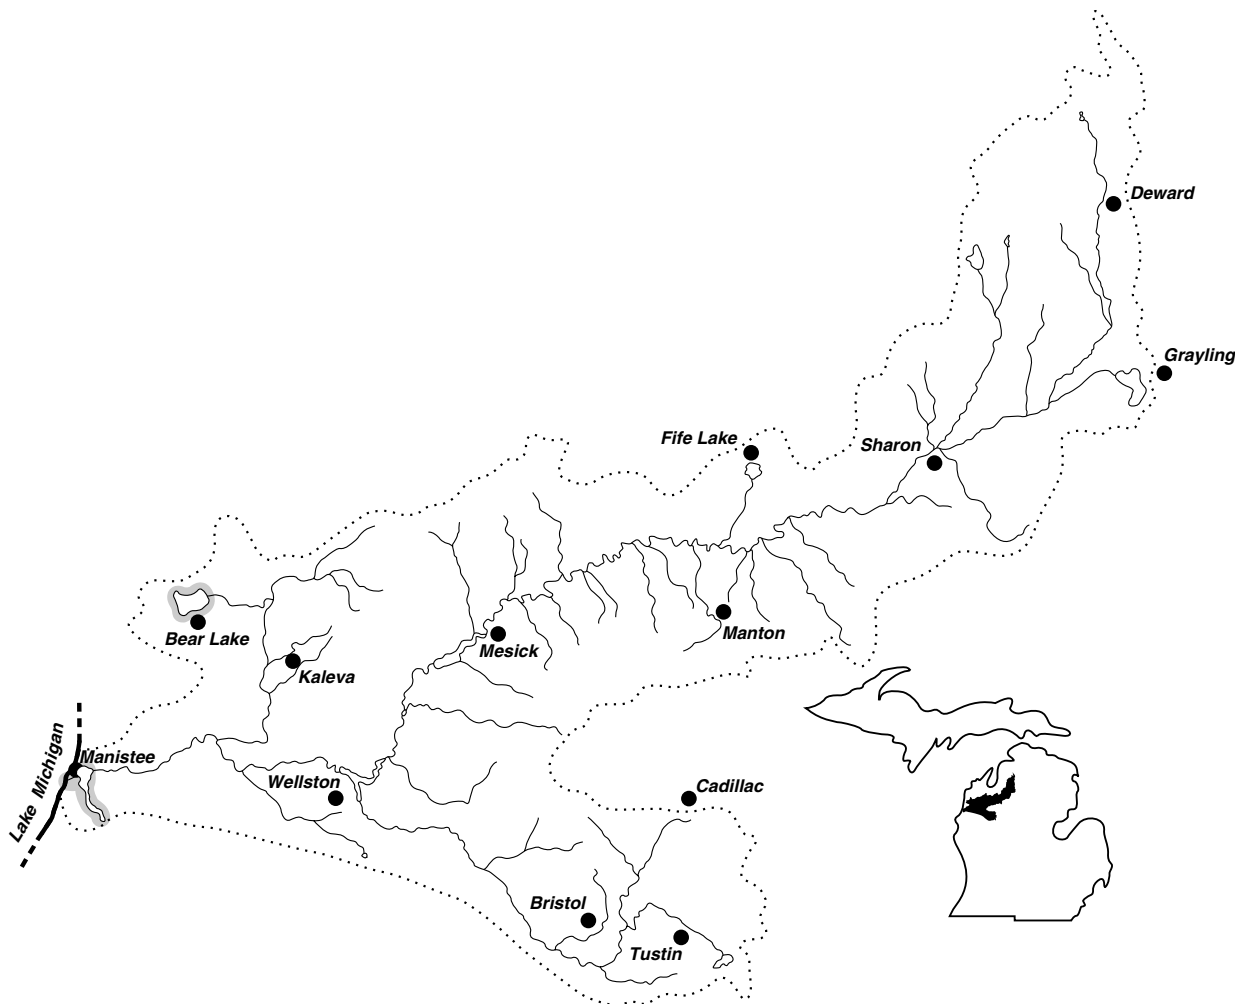 Deward
Grayling
Fife Lake
Sharon
Bear Lake
Manton
Mesick
Kaleva
Lake Michigan
Manistee
Wellston
Cadillac
Bristol
Tustin